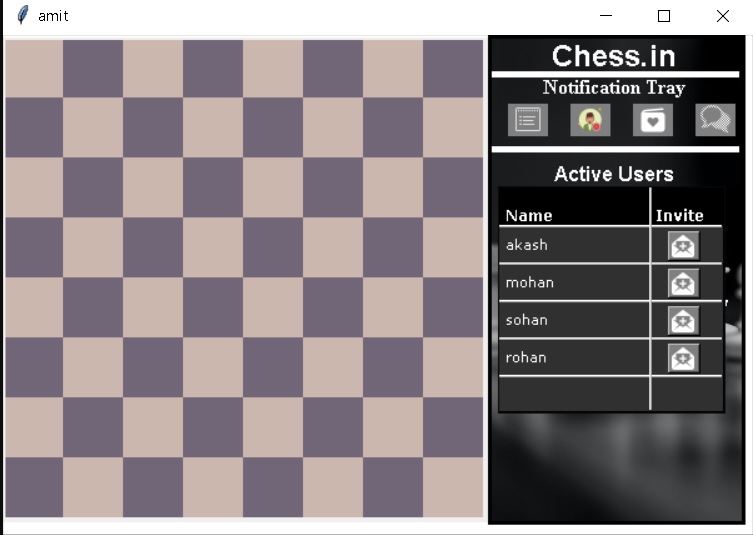 amit
Chess.in
Notification Tray
Active Users
Name Invite
akash
mohan
sohan
rohan